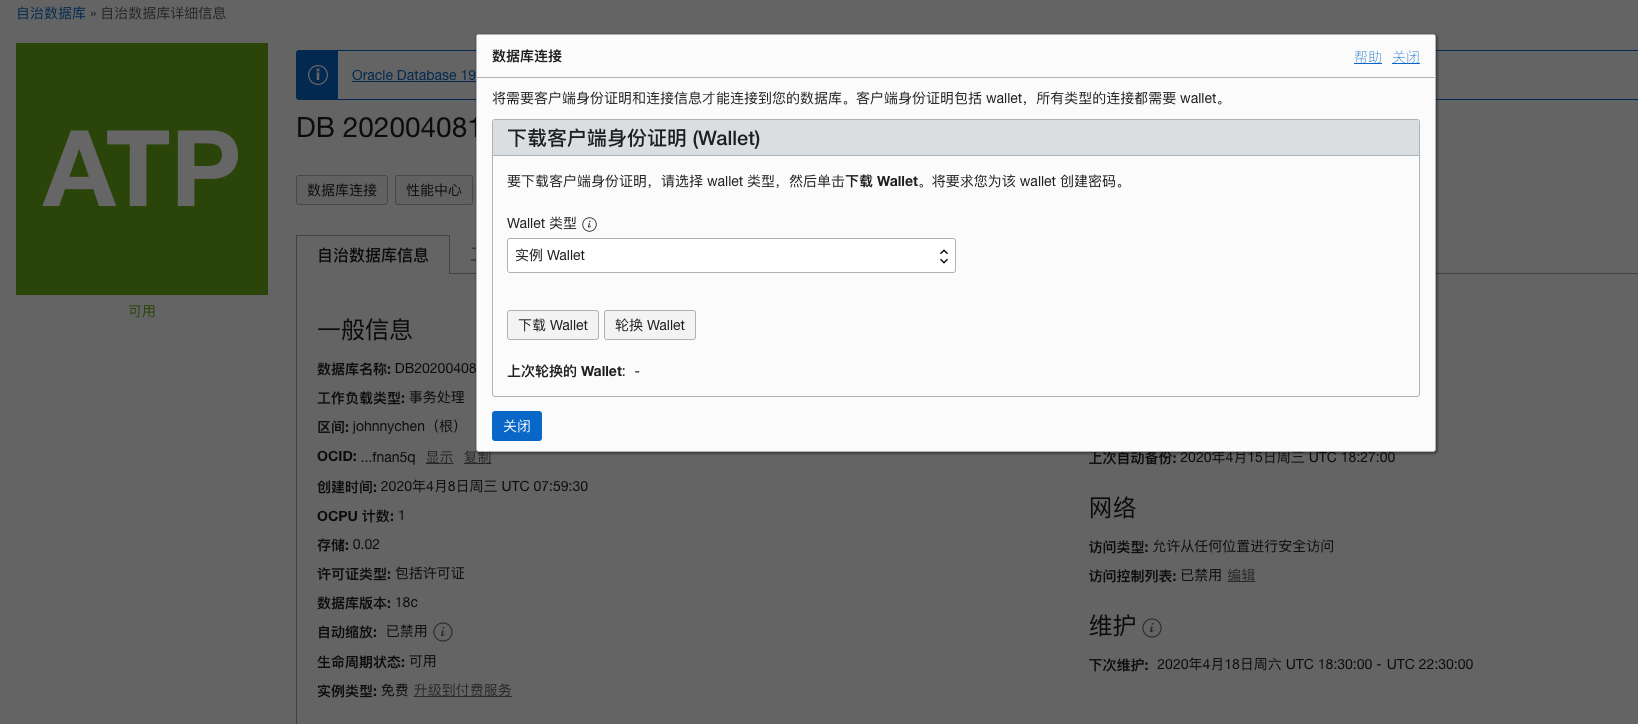 自治数据库 » 自治数据库详细信息
ATP
可用
Oracle Database 19
DB 202004081
数据库连接 性能中心
自治数据库信息
一般信息
数据库名称: DB20200408
工作负载类型: 事务处理
区间: johnnychen（根）
OCID: ...fnan5q 显示 复制
创建时间: 2020年4月8日周三 UTC 07:59:30
OCPU 计数: 1
存储: 0.02
许可证类型: 包括许可证
数据库版本: 18c
自动缩放: 已禁用
生命周期状态: 可用
实例类型: 免费 升级到付费服务
数据库连接
帮助 关闭
将需要客户端身份证明和连接信息才能连接到您的数据库。客户端身份证明包括 wallet，所有类型的连接都需要 wallet。
下载客户端身份证明 (Wallet)
要下载客户端身份证明，请选择 wallet 类型，然后单击下载 Wallet。将要求您为该 wallet 创建密码。
Wallet 类型
实例 Wallet
下载 Wallet 轮换 Wallet
上次轮换的 Wallet: -
关闭
上次自动备份: 2020年4月15日周三 UTC 18:27:00
网络
访问类型: 允许从任何位置进行安全访问
访问控制列表: 已禁用 编辑
维护
下次维护: 2020年4月18日周六 UTC 18:30:00 - UTC 22:30:00